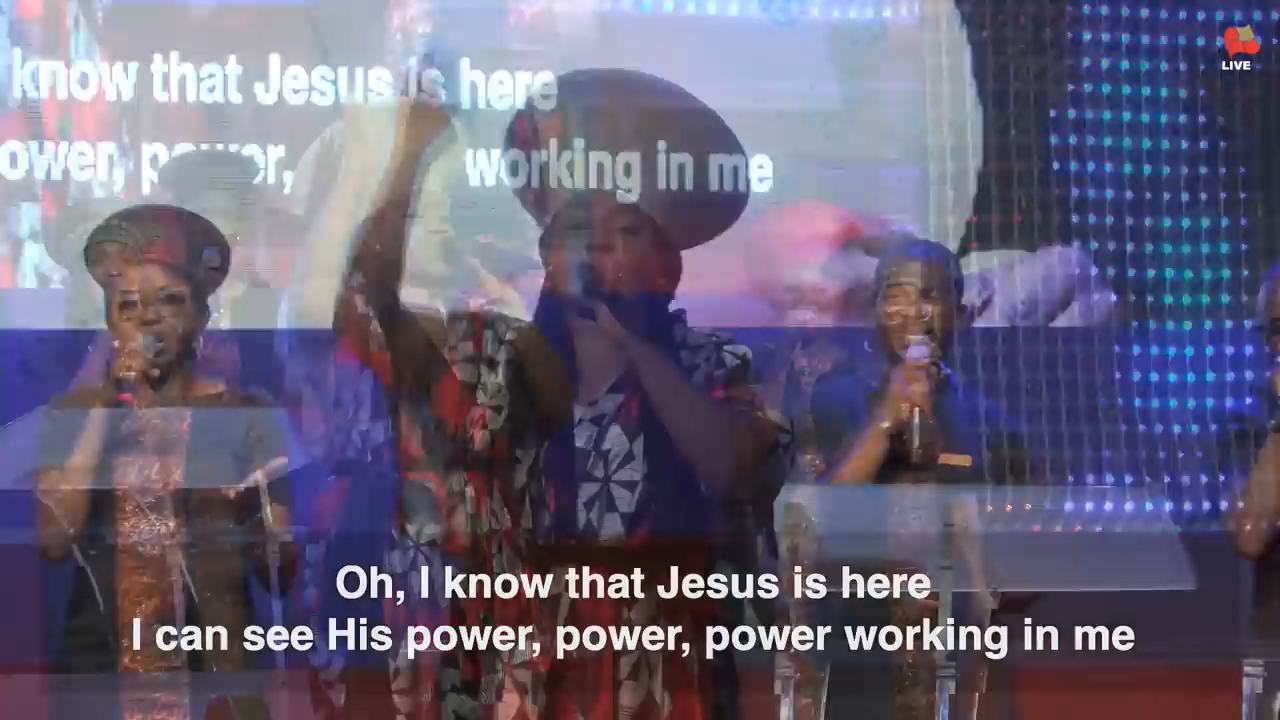 LIVE
know that Jesus is here
power, working in me
Oh, I know that Jesus is here
I can see His power, power, power working in me